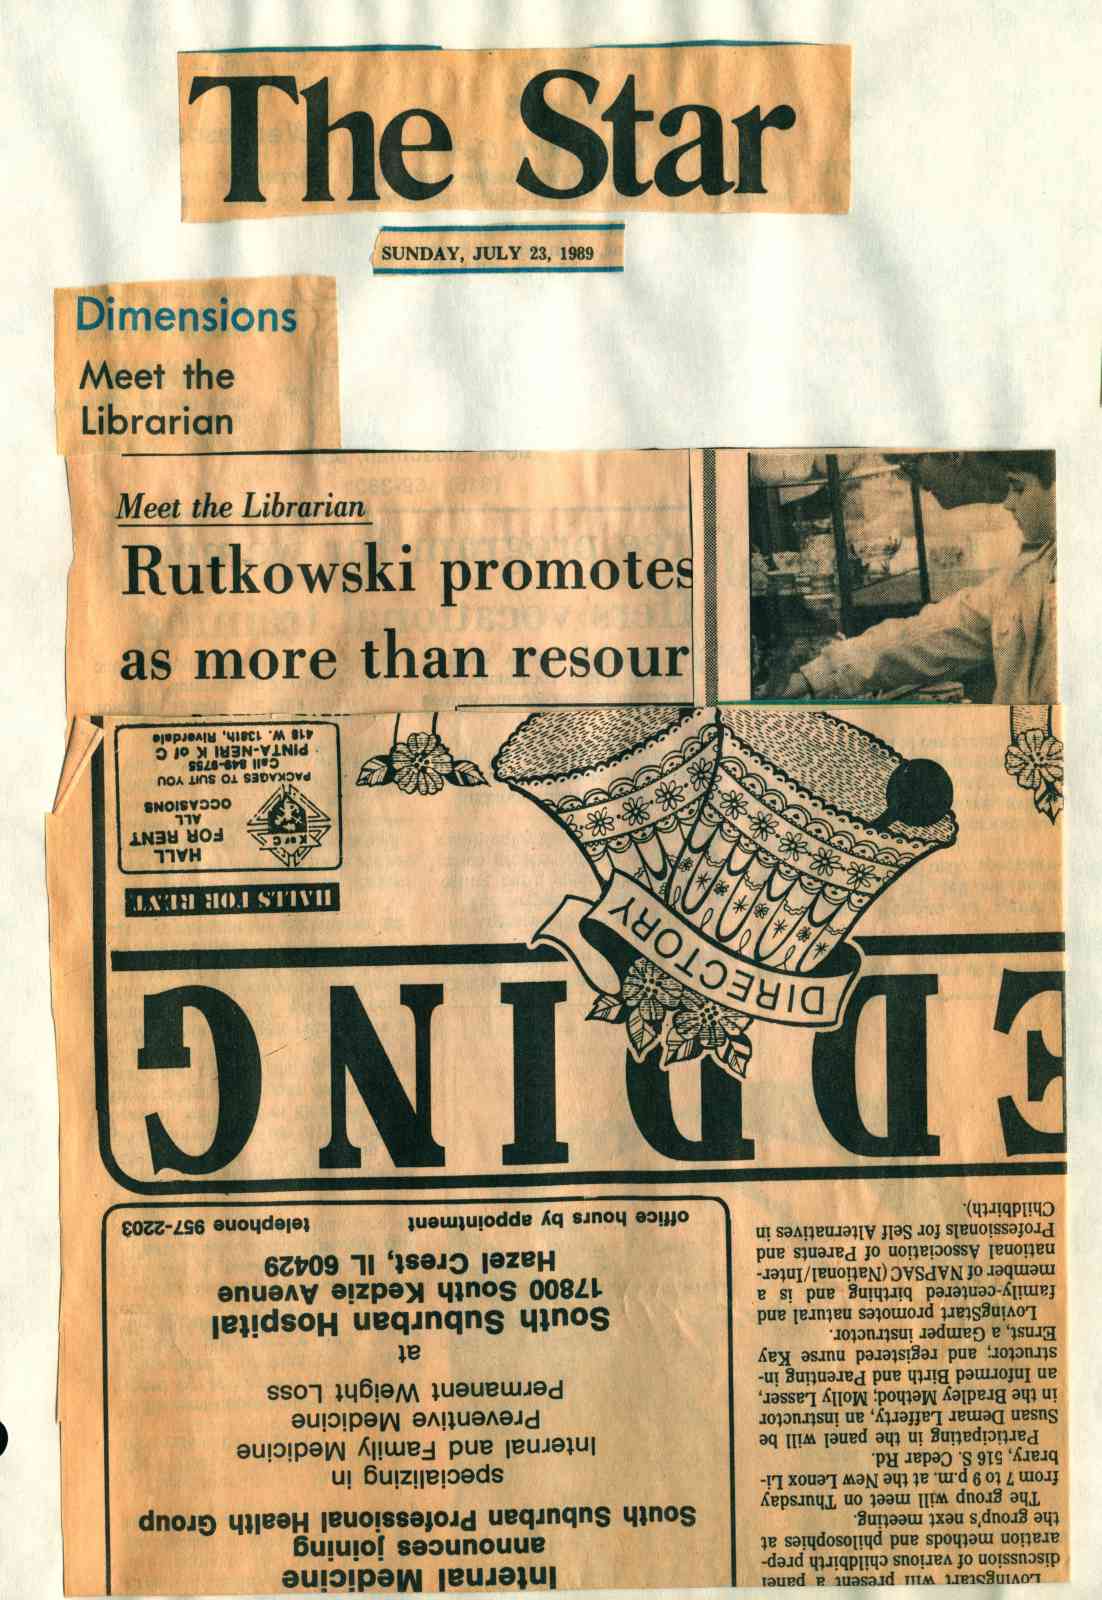 The Star
SUNDAY, JULY 23, 1989
Dimensions
Meet the
Librarian
Meet the Librarian
Rutkowski promotes
as more than resour
LovingStart will present a panel
discussion of various childbirth prep-
aration methods and philosophies at
the group's next meeting.
The group will meet on Thursday
from 7 to 9 p.m. at the New Lenox Li-
brary, 516 S. Cedar Rd.
Participating in the panel will be
Susan Demar Lafferty, an instructor
in the Bradley Method; Molly Lasser,
an Informed Birth and Parenting in-
structor; and registered nurse Kay
Ernst, a Gamper instructor.
LovingStart promotes natural and
family-centered birthing and is a
member of NAPSAC (National/Inter-
national Association of Parents and
Professionals for Self Alternatives in
Childbirth).
Internal Medicine
announces joining
South Suburban Professional Health Group
specializing in
Internal and Family Medicine
Preventive Medicine
Permanent Weight Loss
at
South Suburban Hospital
17800 South Kedzie Avenue
Hazel Crest, IL 60429
office hours by appointment telephone 957-2203
EDDING
DIRECTORY
HALLS FOR RENT
HALL
FOR RENT
ALL
OCCASIONS
K of C
PACKAGES TO SUIT YOU
Call 849-9755
PINTA-NERI K of C
418 W. 138th, Riverdale